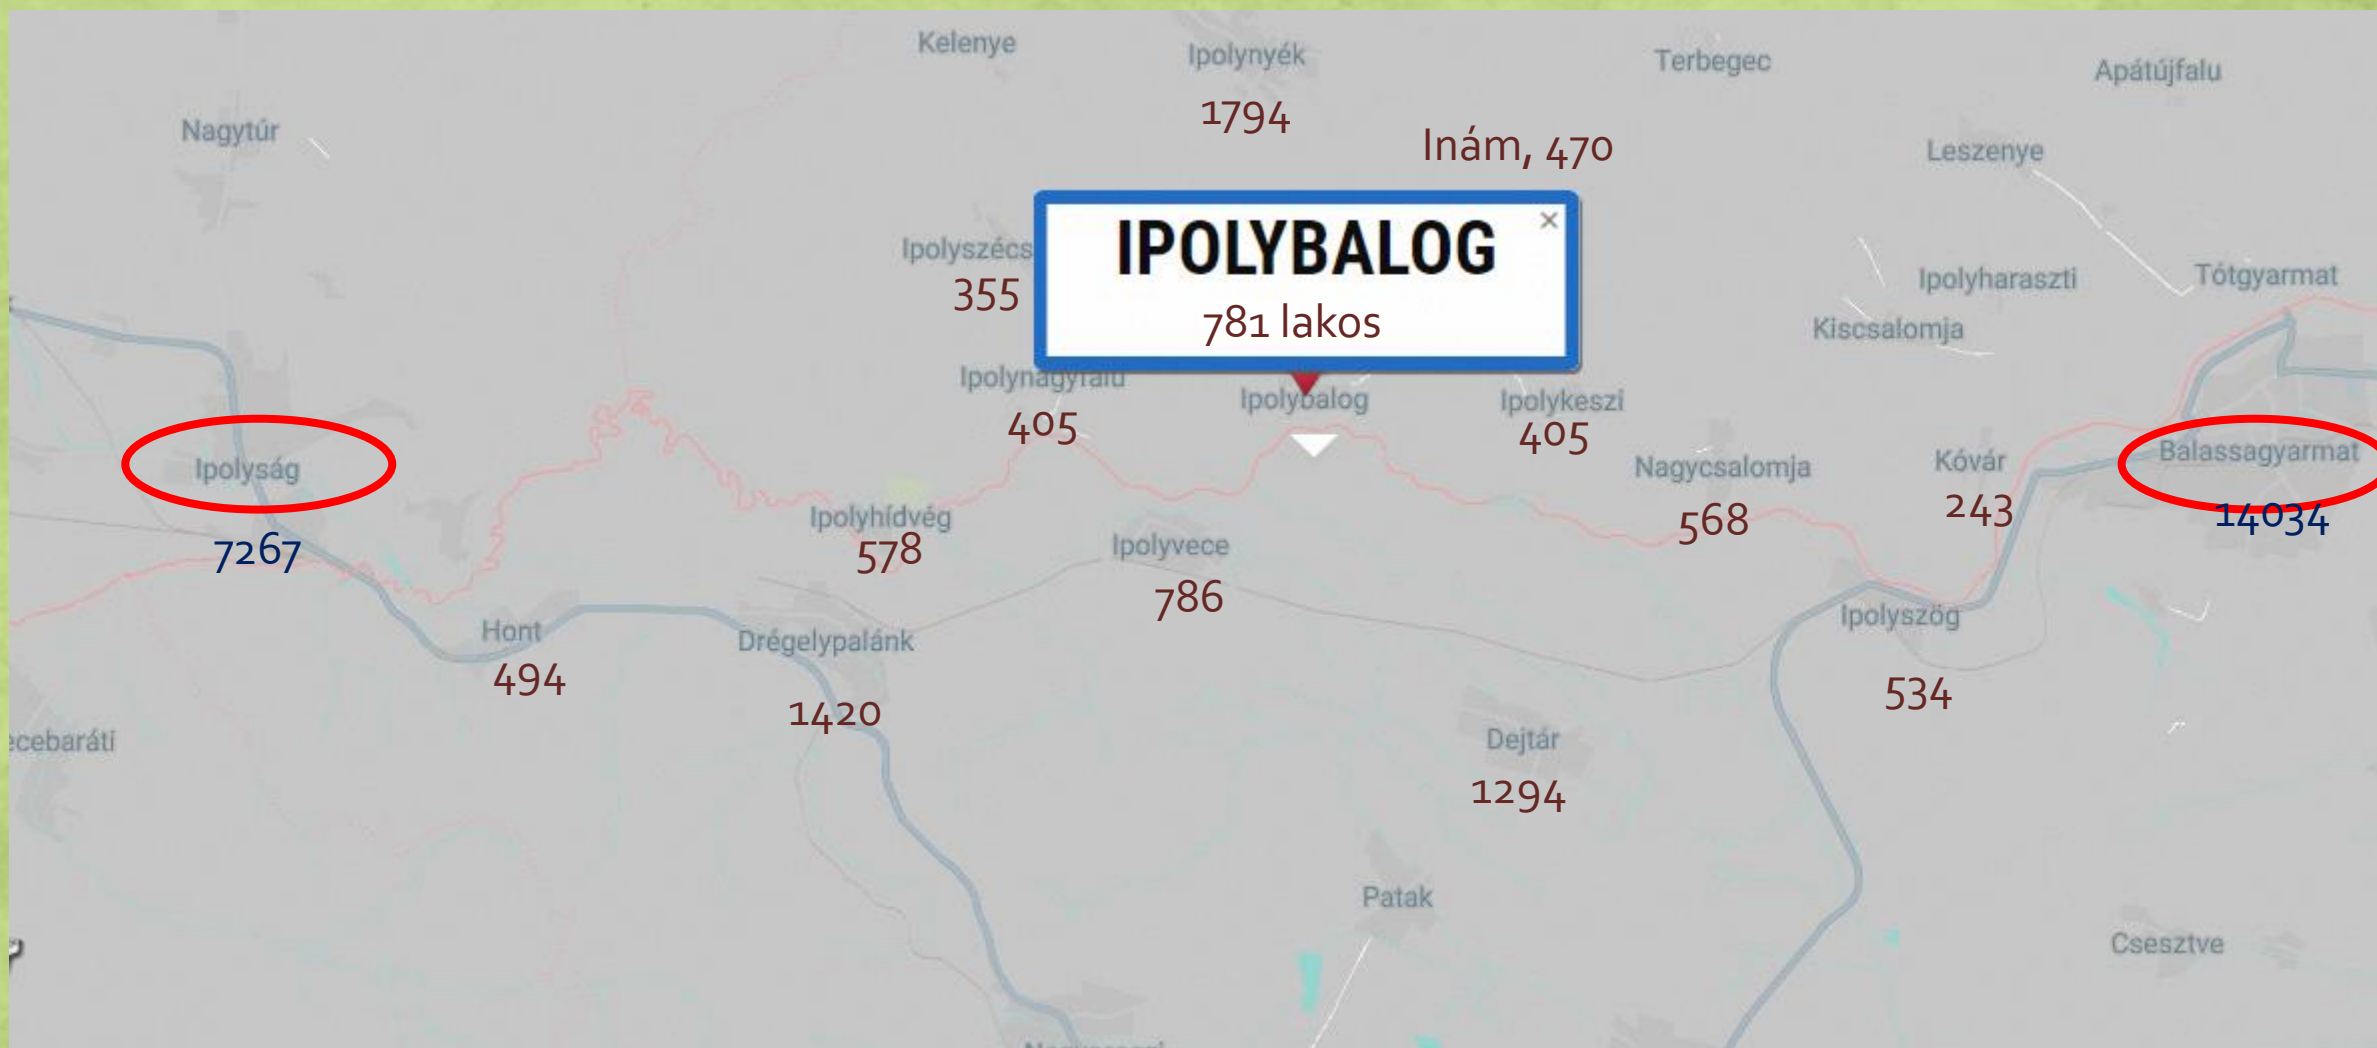 Kelenye
Ipolynyék
1794
Terbegec
Apátújfalu
Nagytúr
Inám, 470
Leszenye
IPOLYBALOG
×
781 lakos
Ipolyszécs
355
Ipolyharaszti
Tótgyarmat
Kiscsalomja
Ipolynagyfalu
405
Ipolybalog
Ipolykeszi
405
Ipolyság
7267
Nagycsalomja
568
Kóvár
243
Balassagyarmat
14034
Ipolyhídvég
578
Ipolyvece
786
Hont
494
Drégelypalánk
1420
Ipolyszög
534
ecebaráti
Dejtár
1294
Patak
Csesztve